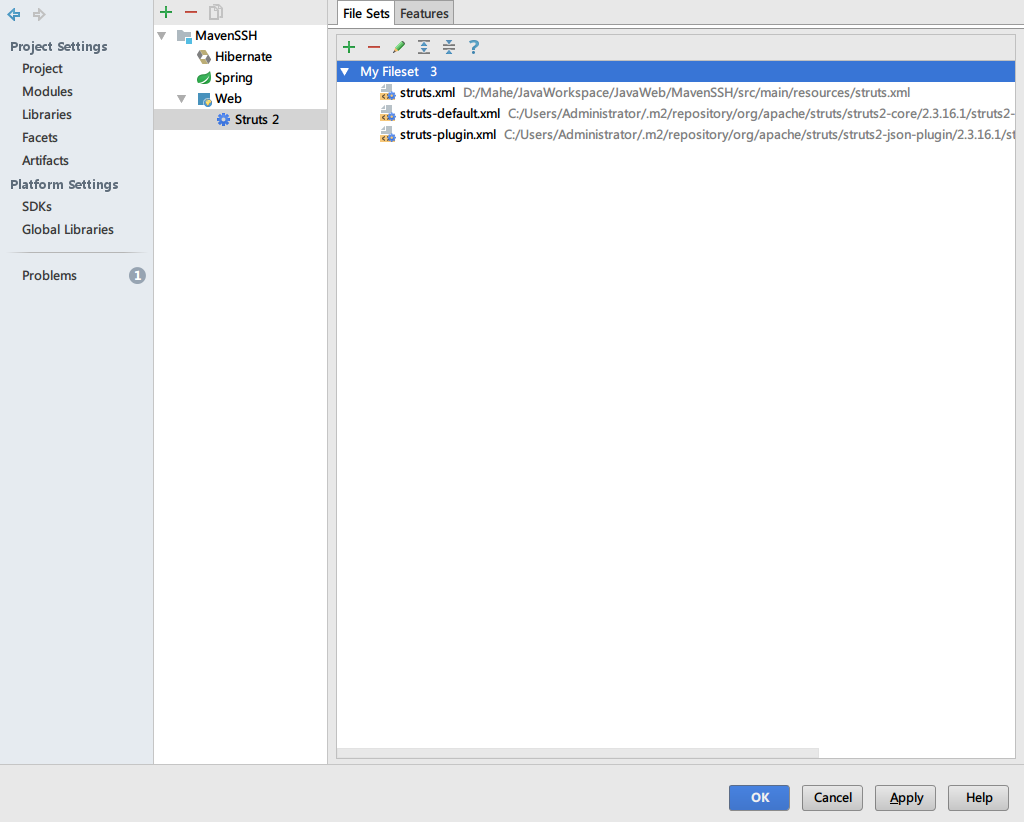 Project Settings
Project
Modules
Libraries
Facets
Artifacts
Platform Settings
SDKs
Global Libraries
Problems 1
MavenSSH
Hibernate
Spring
Web
Struts 2
File Sets Features
?
My Fileset 3
struts.xml D:/Mahe/JavaWorkspace/JavaWeb/MavenSSH/src/main/resources/struts.xml
struts-default.xml C:/Users/Administrator/.m2/repository/org/apache/struts/struts2-core/2.3.16.1/struts2-
struts-plugin.xml C:/Users/Administrator/.m2/repository/org/apache/struts/struts2-json-plugin/2.3.16.1/st
OK Cancel Apply Help